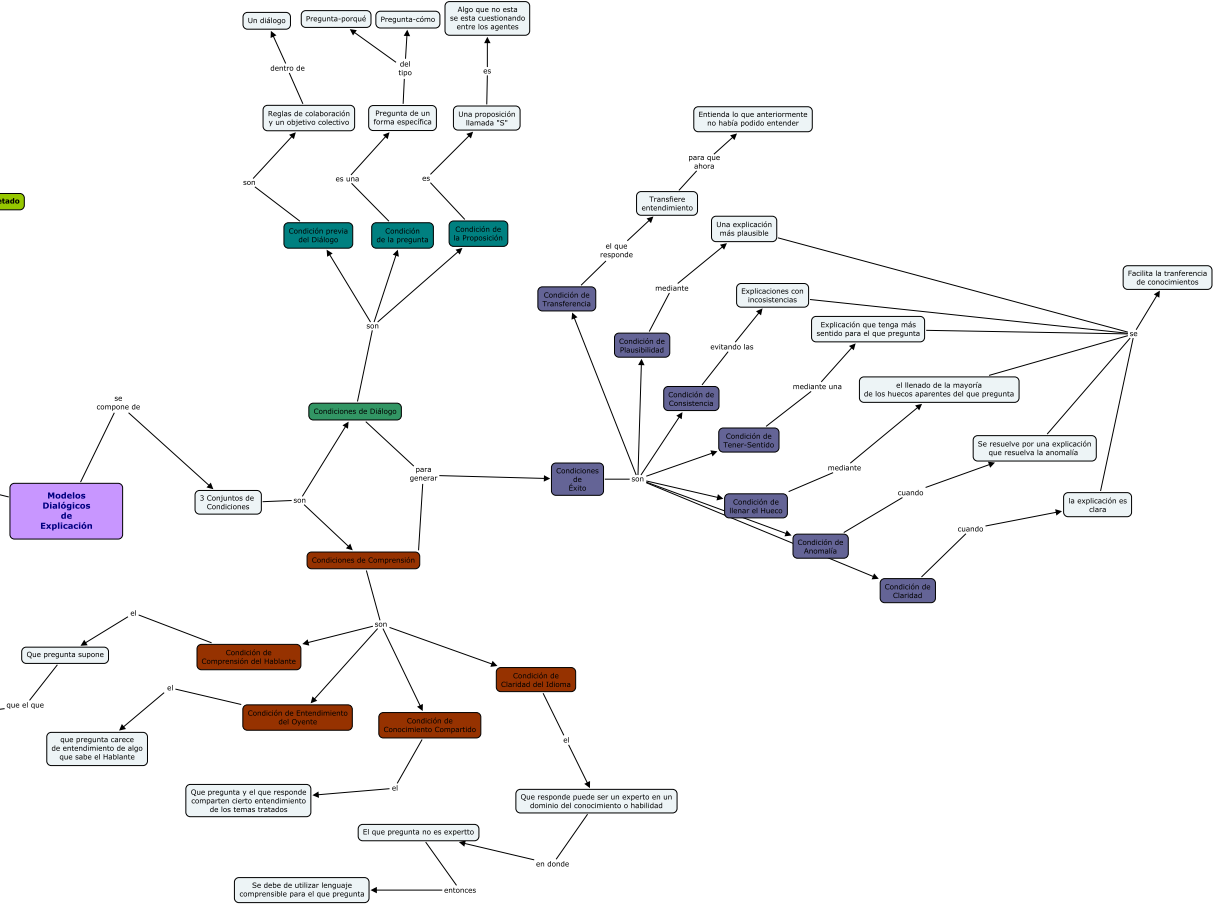 Un diálogo
Pregunta-porqué
Pregunta-cómo
Algo que no esta
se esta cuestionando
entre los agentes
dentro de
del
tipo
es
Reglas de colaboración
y un objetivo colectivo
Pregunta de un
forma específica
Una proposición
llamada "S"
Entienda lo que anteriormente
no había podido entender
para que
ahora
son
es una
es
etado
Transfiere
entendimiento
Condición previa
del Diálogo
Condición
de la pregunta
Condición de
la Proposición
Una explicación
más plausible
el que
responde
Facilita la tranferencia
de conocimientos
Condición de
Transferencia
mediante
Explicaciones con
incosistencias
son
Explicación que tenga más
sentido para el que pregunta
se
Condición de
Plausibilidad
evitando las
mediante una
el llenado de la mayoría
de los huecos aparentes del que pregunta
Condición de
Consistencia
se
compone de
Condiciones de Diálogo
Condición de
Tener-Sentido
Se resuelve por una explicación
que resuelva la anomalía
para
generar
Condiciones
de
Éxito
son
mediante
cuando
Modelos
Dialógicos
de
Explicación
3 Conjuntos de
Condiciones
son
Condición de
llenar el Hueco
la explicación es
clara
cuando
Condición de
Anomalía
Condiciones de Comprensión
Condición de
Claridad
el
son
Que pregunta supone
Condición de
Comprensión del Hablante
Condición de
Claridad del Idioma
el
que el que
Condición de Entendimiento
del Oyente
Condición de
Conocimiento Compartido
que pregunta carece
de entendimiento de algo
que sabe el Hablante
el
el
Que pregunta y el que responde
comparten cierto entendimiento
de los temas tratados
Que responde puede ser un experto en un
dominio del conocimiento o habilidad
El que pregunta no es expertto
en donde
Se debe de utilizar lenguaje
comprensible para el que pregunta
entonces